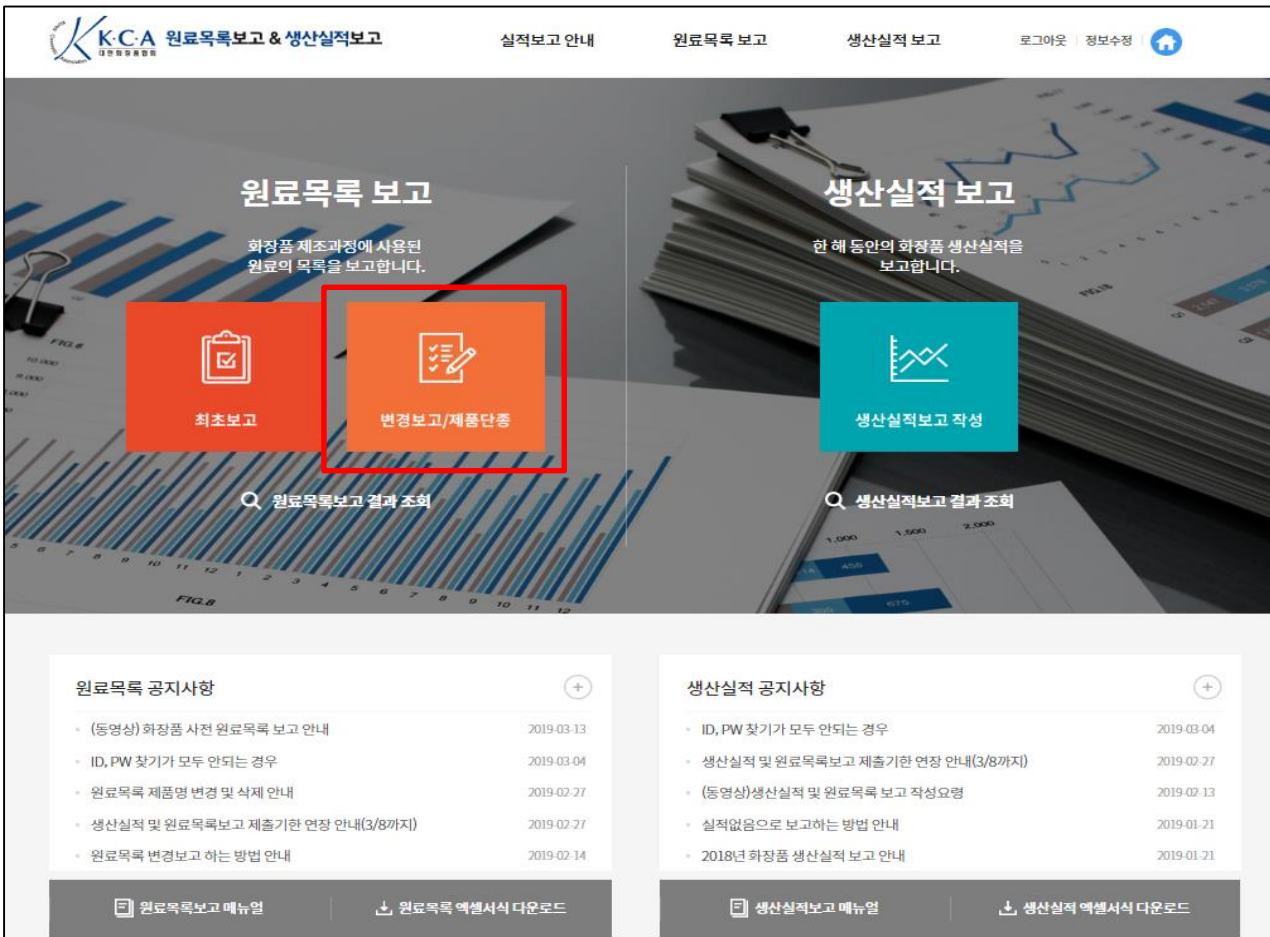 K·C·A 원료목록보고 & 생산실적보고
대한화장품협회
실적보고 안내
원료목록 보고
생산실적 보고
로그아웃
정보수정
원료목록 보고
화장품 제조과정에 사용된
원료의 목록을 보고합니다.
최초보고
변경보고/제품단종
원료목록보고 결과 조회
생산실적 보고
한 해 동안의 화장품 생산실적을
보고합니다.
생산실적보고 작성
생산실적보고 결과 조회
FIG.8
원료목록 공지사항
(동영상) 화장품 사전 원료목록 보고 안내 2019-03-13
ID, PW 찾기가 모두 안되는 경우 2019-03-04
원료목록 제품명 변경 및 삭제 안내 2019-02-27
생산실적 및 원료목록보고 제출기한 연장 안내(3/8까지) 2019-02-27
원료목록 변경보고 하는 방법 안내 2019-02-14
원료목록보고 매뉴얼
원료목록 엑셀서식 다운로드
생산실적 공지사항
ID, PW 찾기가 모두 안되는 경우 2019-03-04
생산실적 및 원료목록보고 제출기한 연장 안내(3/8까지) 2019-02-27
(동영상)생산실적 및 원료목록 보고 작성요령 2019-02-13
실적없음으로 보고하는 방법 안내 2019-01-21
2018년 화장품 생산실적 보고 안내 2019-01-21
생산실적보고 매뉴얼
생산실적 엑셀서식 다운로드